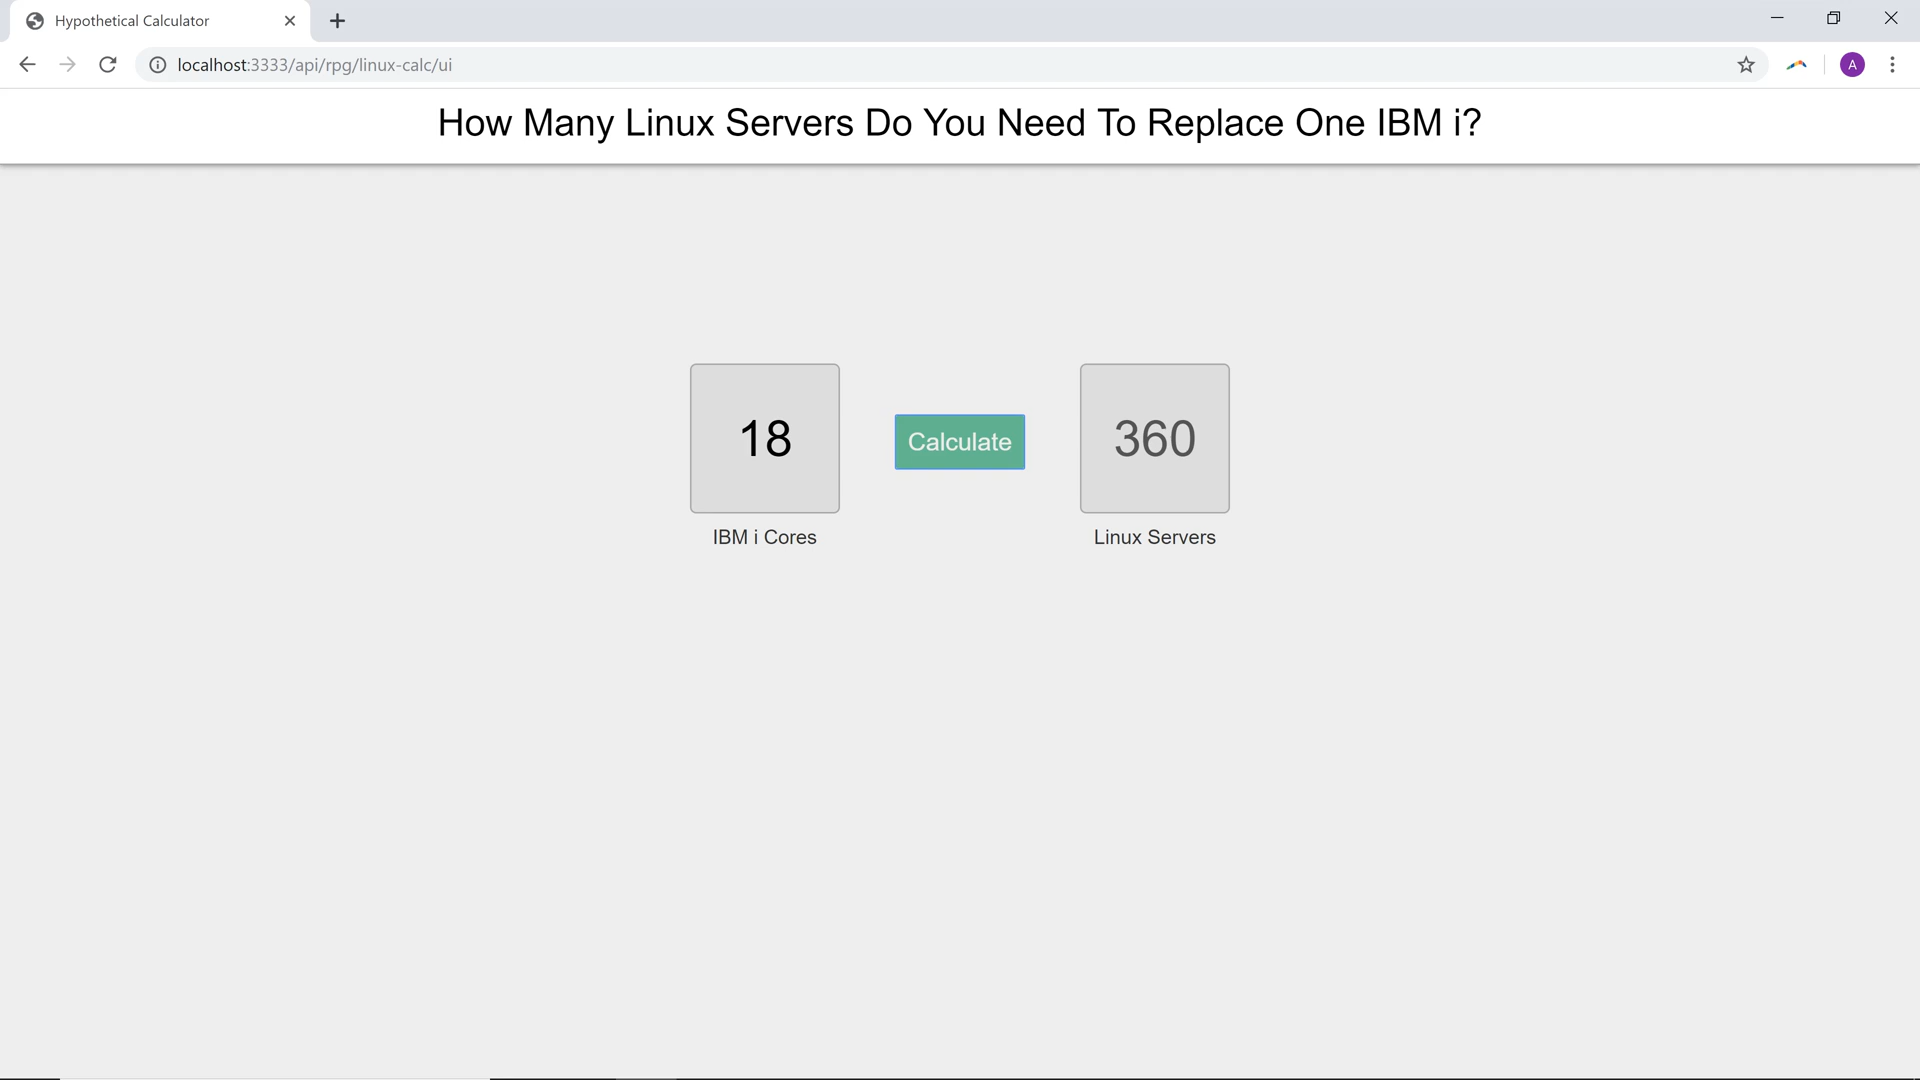 Hypothetical Calculator
localhost:3333/api/rpg/linux-calc/ui
A
How Many Linux Servers Do You Need To Replace One IBM i?
18
Calculate
360
IBM i Cores
Linux Servers